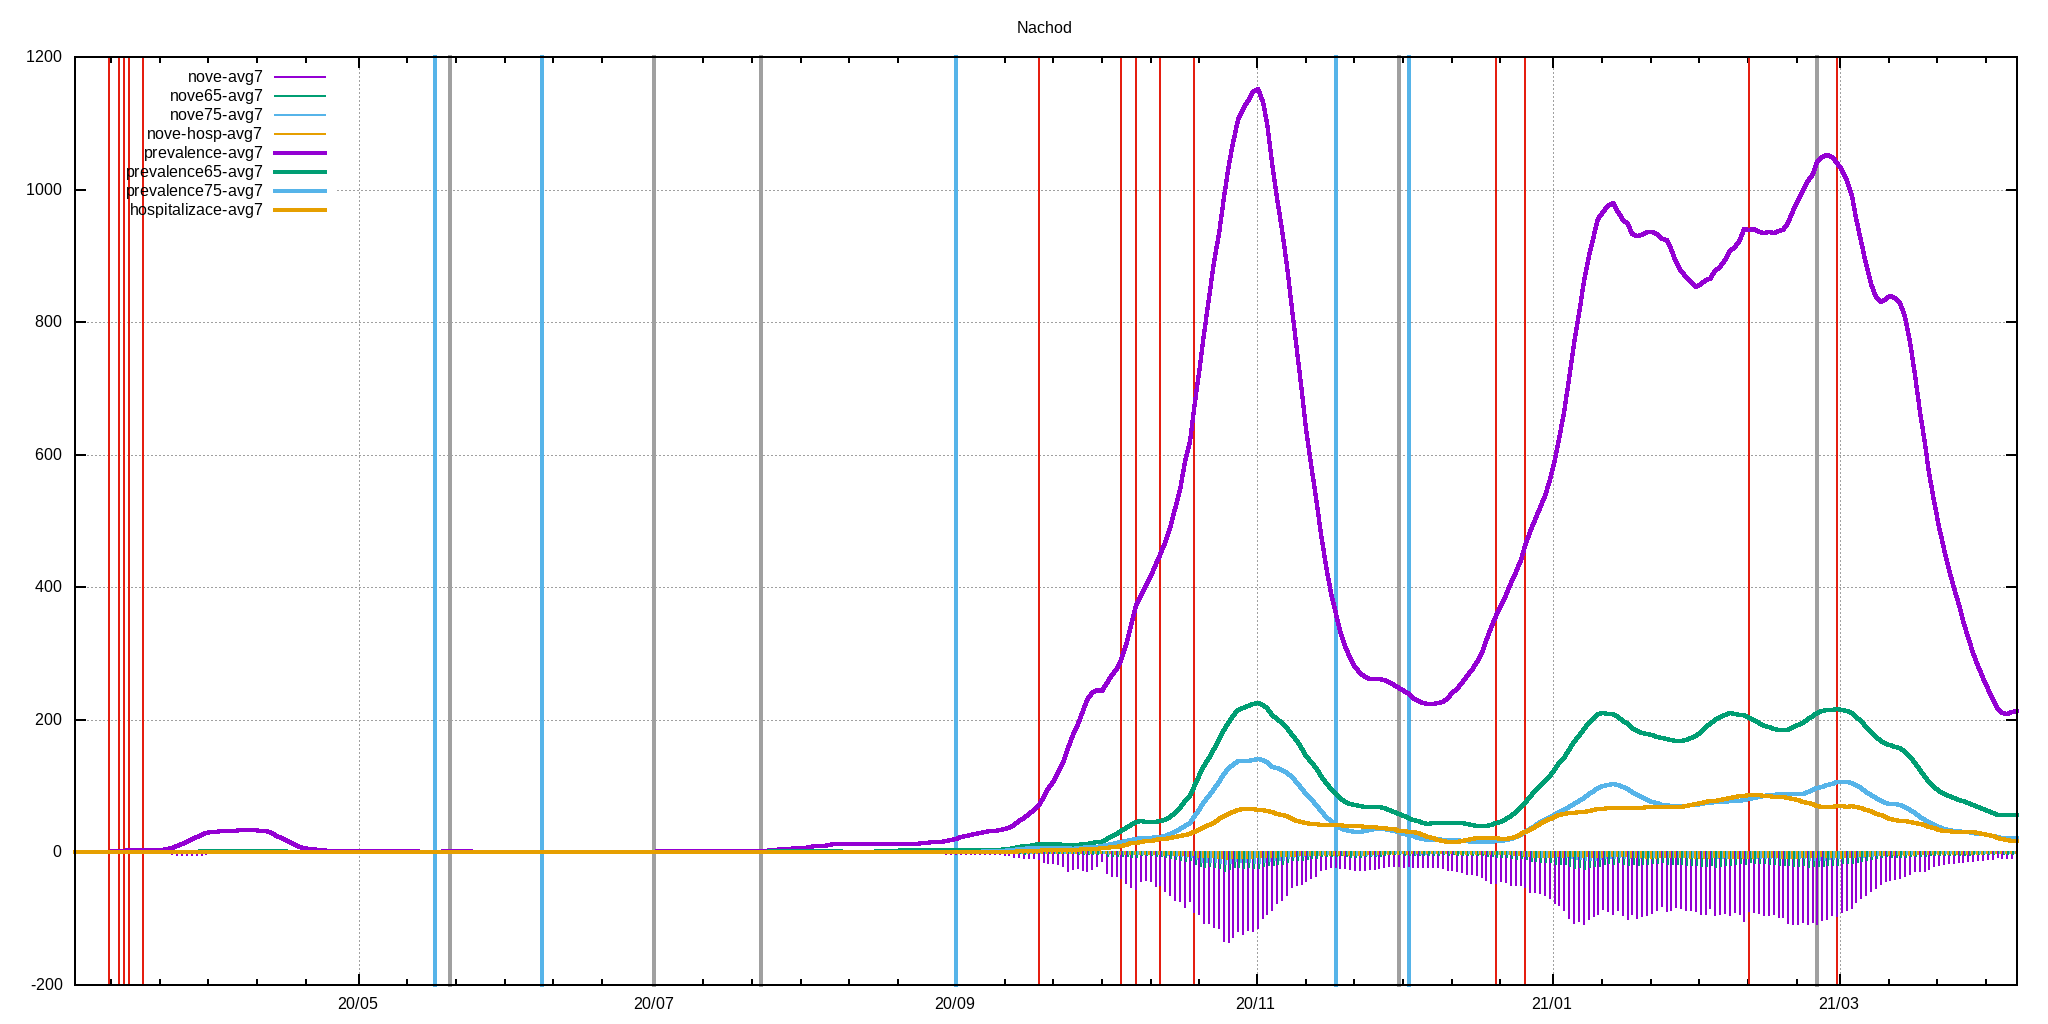 Nachod
1200
1000
800
600
400
200
0
-200
nove-avg7
nove65-avg7
nove75-avg7
nove-hosp-avg7
prevalence-avg7
prevalence65-avg7
prevalence75-avg7
hospitalizace-avg7
20/05
20/07
20/09
20/11
21/01
21/03